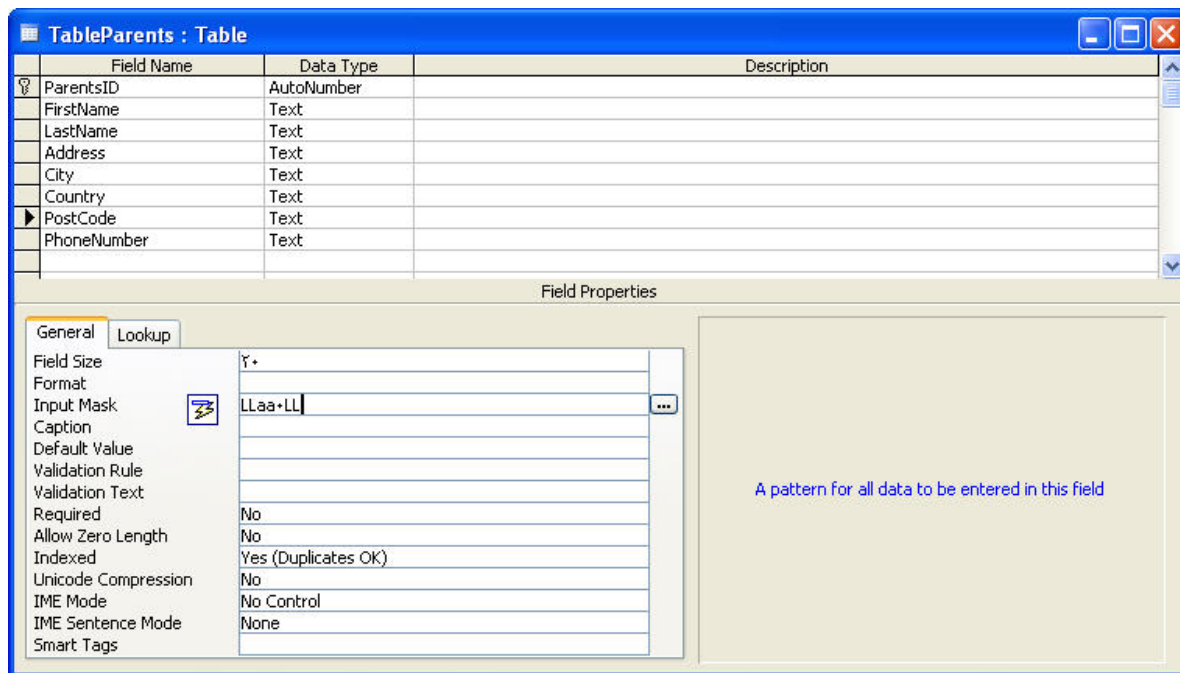 TableParents : Table
Field Name Data Type Description
ParentsID AutoNumber
FirstName Text
LastName Text
Address Text
City Text
Country Text
PostCode Text
PhoneNumber Text
Field Properties
General Lookup
Field Size ۲۰
Format
Input Mask LLaa۰LL ...
Caption
Default Value
Validation Rule
Validation Text
Required No
Allow Zero Length No
Indexed Yes (Duplicates OK)
Unicode Compression No
IME Mode No Control
IME Sentence Mode None
Smart Tags
A pattern for all data to be entered in this field